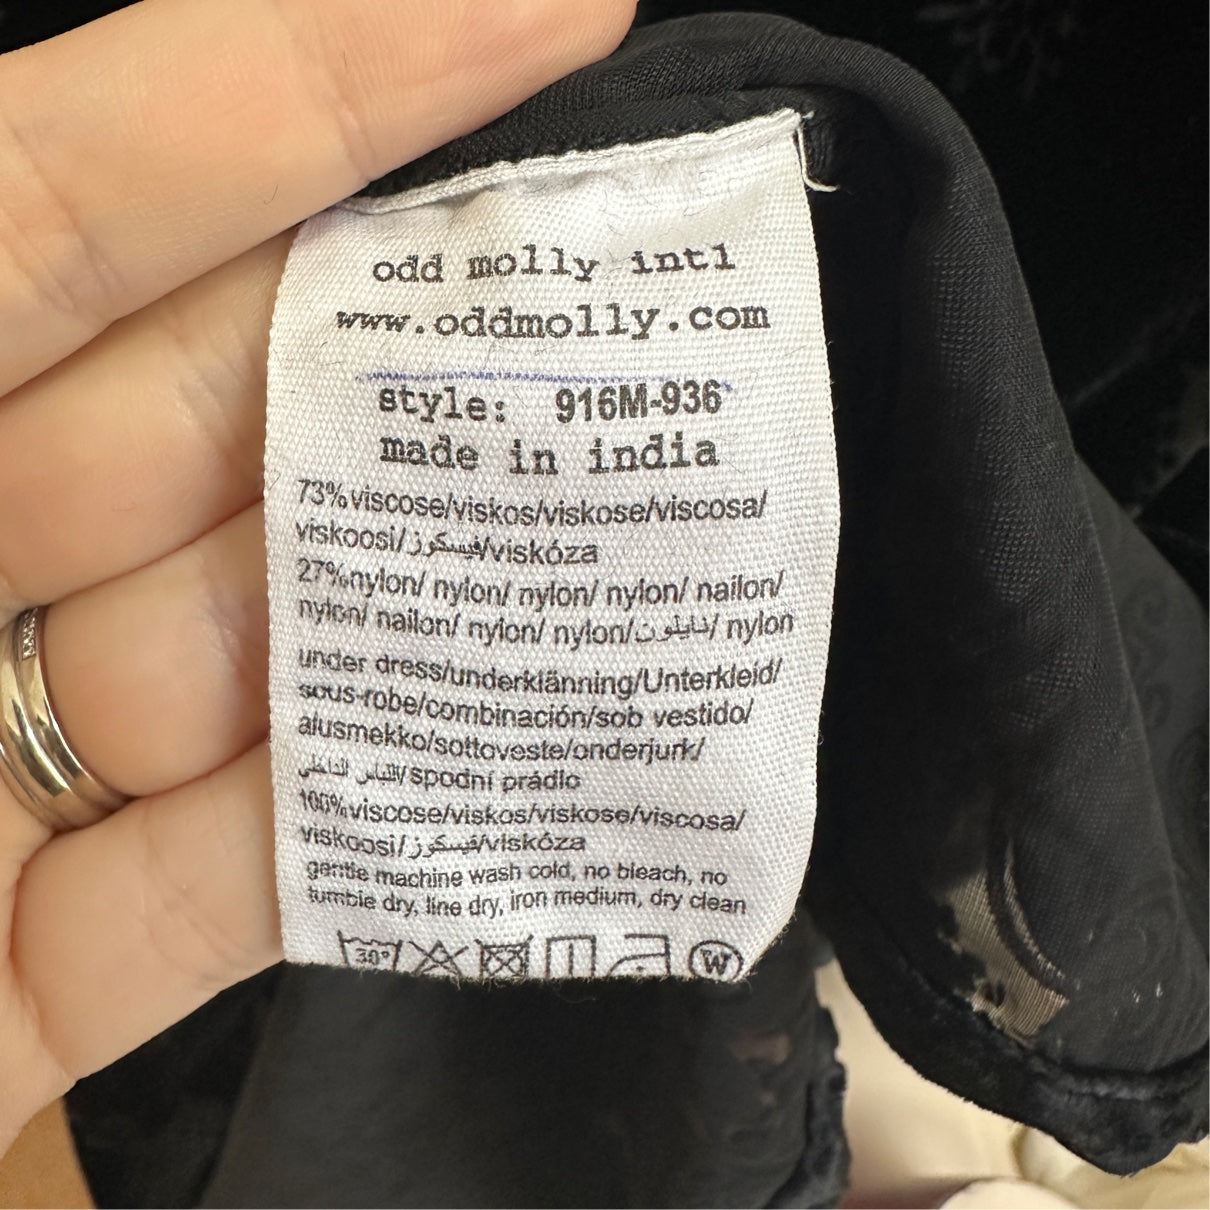 odd molly intl
www.oddmolly.com
style: 916M-936
made in india
73%viscose/viskos/viskose/viscosa/
viskoosi/فيسكوز/viskóza
27%nylon/ nylon/ nylon/ nylon/ nailon/
nylon/ nailon/ nylon/ nylon/نايلون/ nylon
under dress/underklänning/Unterkleid/
sous-robe/combinación/sob vestido/
alusmekko/sottoveste/onderjurk/
اللباس الداخلي/spodní prádlo
100%viscose/viskos/viskose/viscosa/
viskoosi/فيسكوز/viskóza
gentle machine wash cold, no bleach, no
tumble dry, line dry, iron medium, dry clean
30° W